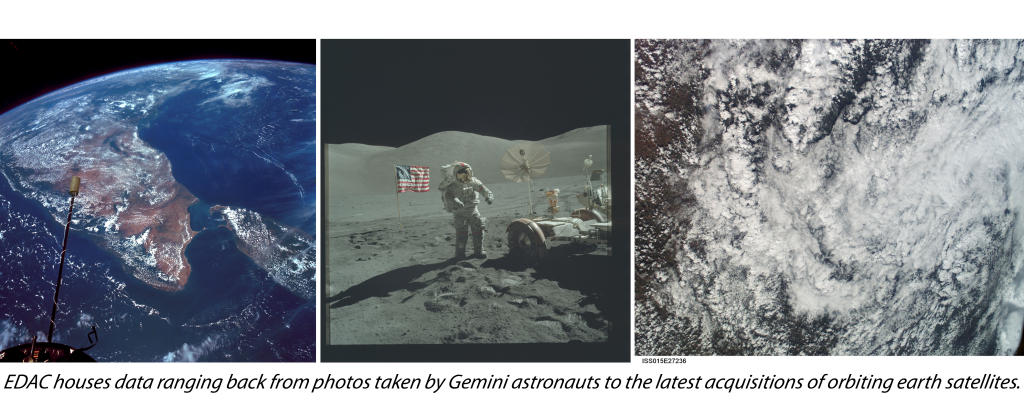 ISS015E27236
EDAC houses data ranging back from photos taken by Gemini astronauts to the latest acquisitions of orbiting earth satellites.